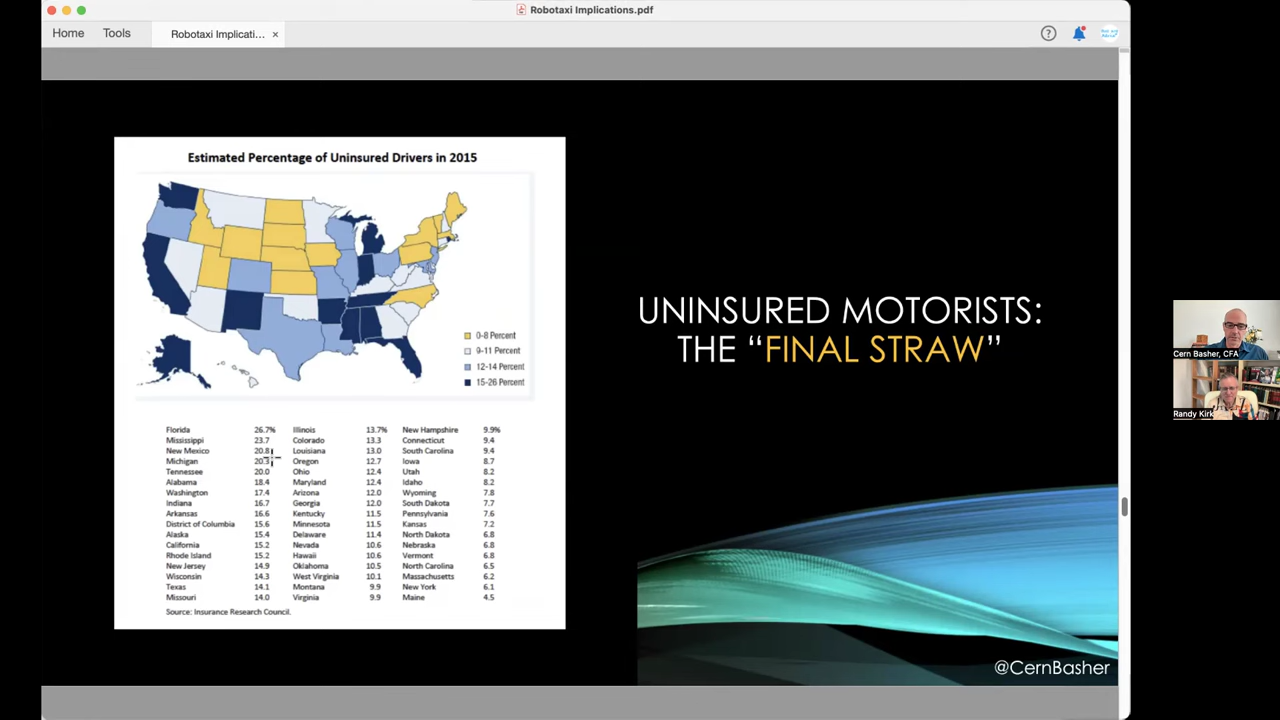 Robotaxi Implications.pdf
Home Tools Robotaxi Implicati... ×
?
Estimated Percentage of Uninsured Drivers in 2015
0-8 Percent
9-11 Percent
12-14 Percent
15-26 Percent
Florida 26.7% Illinois 13.7% New Hampshire 9.9%
Mississippi 23.7 Colorado 13.3 Connecticut 9.4
New Mexico 20.8 Louisiana 13.0 South Carolina 9.4
Michigan 20.3 Oregon 12.7 Iowa 8.7
Tennessee 20.0 Ohio 12.4 Utah 8.2
Alabama 18.4 Maryland 12.4 Idaho 8.2
Washington 17.4 Arizona 12.0 Wyoming 7.8
Indiana 16.7 Georgia 12.0 South Dakota 7.7
Arkansas 16.6 Kentucky 11.5 Pennsylvania 7.6
District of Columbia 15.6 Minnesota 11.5 Kansas 7.2
Alaska 15.4 Delaware 11.4 North Dakota 6.8
California 15.2 Nevada 10.6 Nebraska 6.8
Rhode Island 15.2 Hawaii 10.6 Vermont 6.8
New Jersey 14.9 Oklahoma 10.5 North Carolina 6.5
Wisconsin 14.3 West Virginia 10.1 Massachusetts 6.2
Texas 14.1 Montana 9.9 New York 6.1
Missouri 14.0 Virginia 9.9 Maine 4.5
Source: Insurance Research Council.
UNINSURED MOTORISTS:
THE “FINAL STRAW”
@CernBasher
Cern Basher, CFA
Randy Kirk